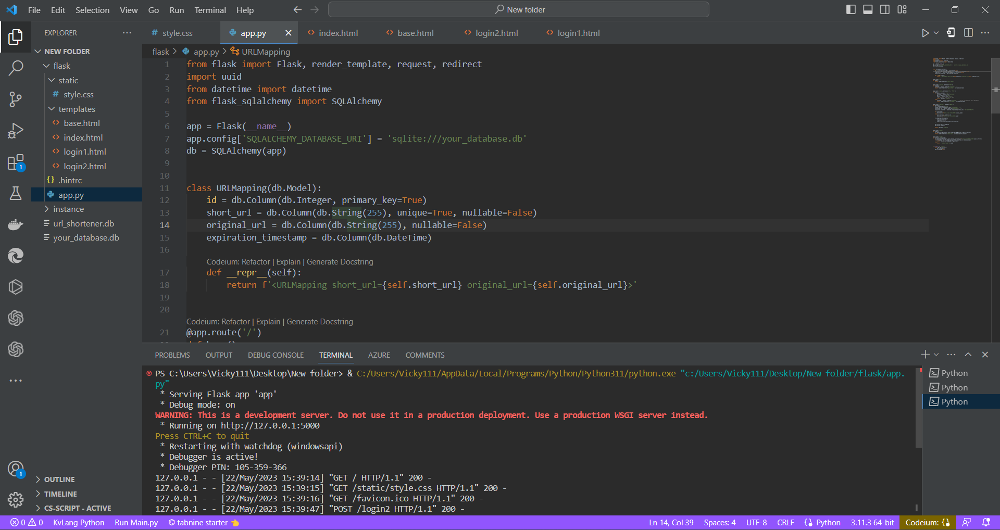 File Edit Selection View Go Run Terminal Help
New folder
EXPLORER
style.css
app.py
index.html
base.html
login2.html
login1.html
NEW FOLDER
flask
static
style.css
templates
base.html
index.html
login1.html
login2.html
.hintrc
app.py
instance
url_shortener.db
your_database.db
OUTLINE
TIMELINE
CS-SCRIPT - ACTIVE
flask > app.py > URLMapping
1 from flask import Flask, render_template, request, redirect
2 import uuid
3 from datetime import datetime
4 from flask_sqlalchemy import SQLAlchemy
5
6 app = Flask(__name__)
7 app.config['SQLALCHEMY_DATABASE_URI'] = 'sqlite:///your_database.db'
8 db = SQLAlchemy(app)
9
10
11 class URLMapping(db.Model):
12 id = db.Column(db.Integer, primary_key=True)
13 short_url = db.Column(db.String(255), unique=True, nullable=False)
14 original_url = db.Column(db.String(255), nullable=False)
15 expiration_timestamp = db.Column(db.DateTime)
16
Codeium: Refactor | Explain | Generate Docstring
17 def __repr__(self):
18 return f'<URLMapping short_url={self.short_url} original_url={self.original_url}>'
19
20
Codeium: Refactor | Explain | Generate Docstring
21 @app.route('/')
PROBLEMS OUTPUT DEBUG CONSOLE TERMINAL AZURE COMMENTS
PS C:\Users\Vicky111\Desktop\New folder> & C:/Users/Vicky111/AppData/Local/Programs/Python/Python311/python.exe "c:/Users/Vicky111/Desktop/New folder/flask/app.
py"
* Serving Flask app 'app'
* Debug mode: on
WARNING: This is a development server. Do not use it in a production deployment. Use a production WSGI server instead.
* Running on http://127.0.0.1:5000
Press CTRL+C to quit
* Restarting with watchdog (windowsapi)
* Debugger is active!
* Debugger PIN: 105-359-366
127.0.0.1 - - [22/May/2023 15:39:14] "GET / HTTP/1.1" 200 -
127.0.0.1 - - [22/May/2023 15:39:15] "GET /static/style.css HTTP/1.1" 200 -
127.0.0.1 - - [22/May/2023 15:39:16] "GET /favicon.ico HTTP/1.1" 200 -
127.0.0.1 - - [22/May/2023 15:39:47] "POST /login2 HTTP/1.1" 200 -
Python
Python
Python
0 0 KvLang Python Run Main.py tabnine starter
Ln 14, Col 39 Spaces: 4 UTF-8 CRLF Python 3.11.3 64-bit Codeium: {}